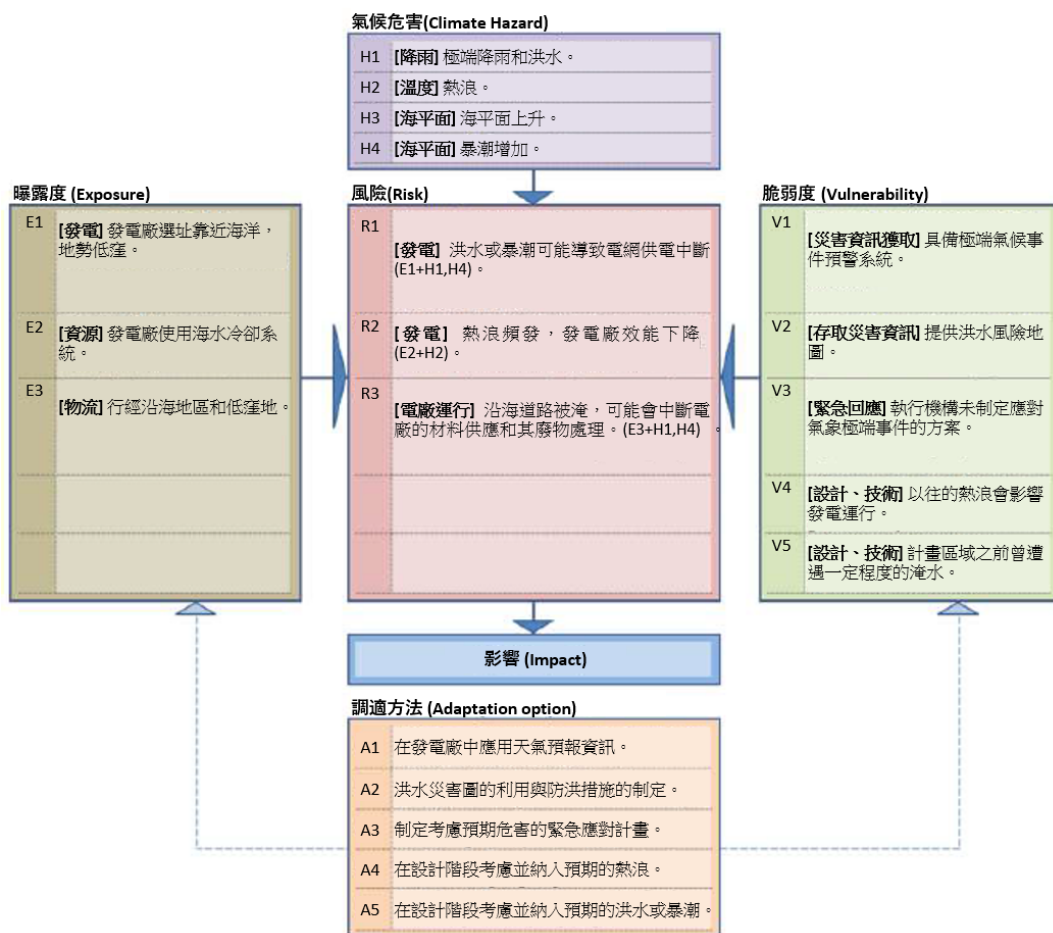 氣候危害(Climate Hazard)
H1 [降雨] 極端降雨和洪水。
H2 [溫度] 熱浪。
H3 [海平面] 海平面上升。
H4 [海平面] 暴潮增加。
曝露度 (Exposure)
E1 [發電] 發電廠選址靠近海洋，
地勢低窪。
E2 [資源] 發電廠使用海水冷卻系
統。
E3 [物流] 行經沿海地區和低窪地。
風險(Risk)
R1
[發電] 洪水或暴潮可能導致電網供電中斷
(E1+H1,H4)。
R2 [發電] 熱浪頻發，發電廠效能下降
(E2+H2)。
R3
[電廠運行] 沿海道路被淹，可能會中斷電
廠的材料供應和其廢物處理。(E3+H1,H4) 。
脆弱度 (Vulnerability)
V1
[災害資訊獲取] 具備極端氣候事
件預警系統。
V2 [存取災害資訊] 提供洪水風險地
圖。
V3
[緊急回應] 執行機構未制定應對
氣象極端事件的方案。
V4 [設計、技術] 以往的熱浪會影響
發電運行。
V5 [設計、技術] 計畫區域之前曾遭
遇一定程度的淹水。
影響 (Impact)
調適方法 (Adaptation option)
A1 在發電廠中應用天氣預報資訊。
A2 洪水災害圖的利用與防洪措施的制定。
A3 制定考慮預期危害的緊急應對計畫。
A4 在設計階段考慮並納入預期的熱浪。
A5 在設計階段考慮並納入預期的洪水或暴潮。